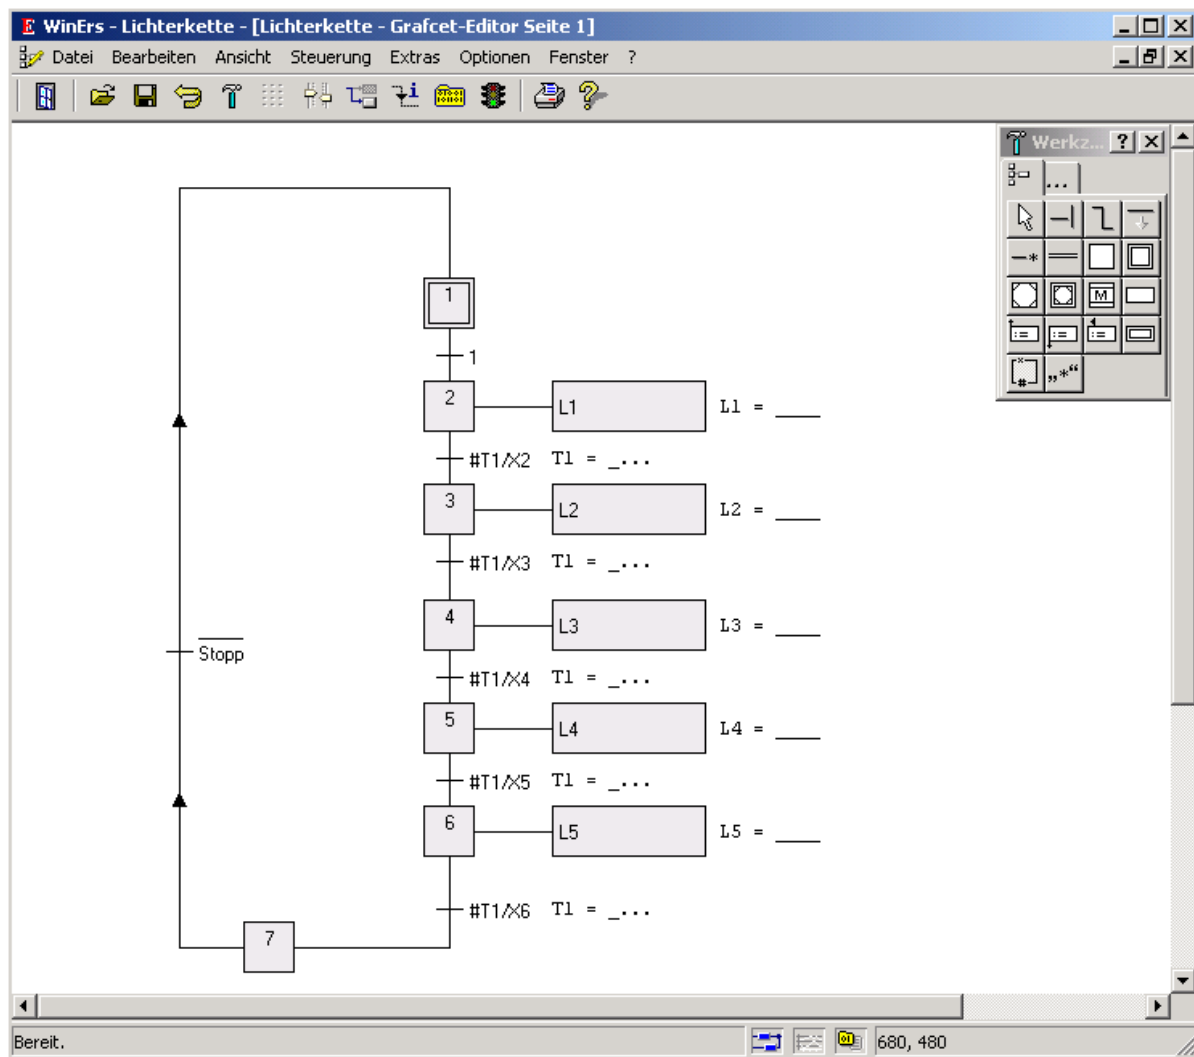 WinErs - Lichterkette - [Lichterkette - Grafcet-Editor Seite 1]
Datei Bearbeiten Ansicht Steuerung Extras Optionen Fenster ?
Werkz... ?
...
1
1
2 L1 L1 = ____
#T1/X2 T1 = _...
3 L2 L2 = ____
#T1/X3 T1 = _...
4 L3 L3 = ____
Stopp
#T1/X4 T1 = _...
5 L4 L4 = ____
#T1/X5 T1 = _...
6 L5 L5 = ____
#T1/X6 T1 = _...
7
Bereit. 680, 480